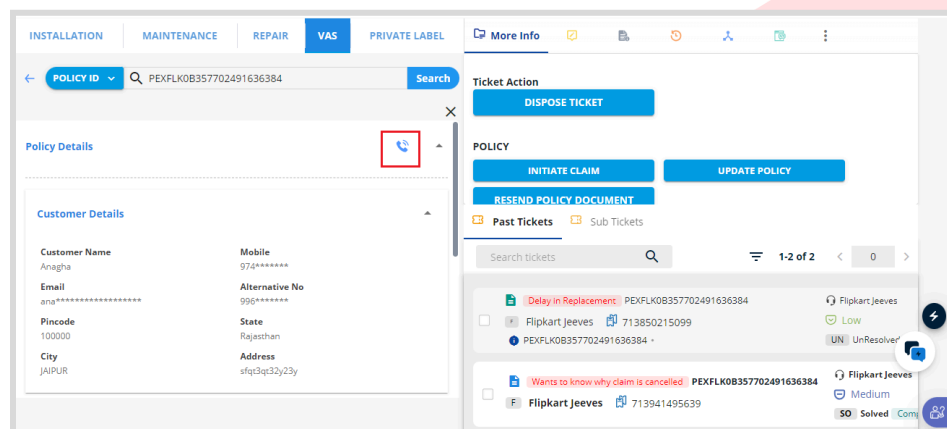 INSTALLATION MAINTENANCE REPAIR VAS PRIVATE LABEL
POLICY ID PEXFLK0B357702491636384 Search
Policy Details
Customer Details
Customer Name Mobile
Anagha 974*******
Email Alternative No
ana****************** 996*******
Pincode State
100000 Rajasthan
City Address
JAIPUR sfqt3qt32y23y
More Info
Ticket Action
DISPOSE TICKET
POLICY
INITIATE CLAIM UPDATE POLICY
RESEND POLICY DOCUMENT
Past Tickets Sub Tickets
Search tickets 1-2 of 2 0
Delay in Replacement PEXFLK0B357702491636384 Flipkart Jeeves
F Flipkart Jeeves 713850215099 Low
PEXFLK0B357702491636384 - UN UnResolved
Wants to know why claim is cancelled PEXFLK0B357702491636384 Flipkart Jeeves
F Flipkart Jeeves 713941495639 Medium
SO Solved Com